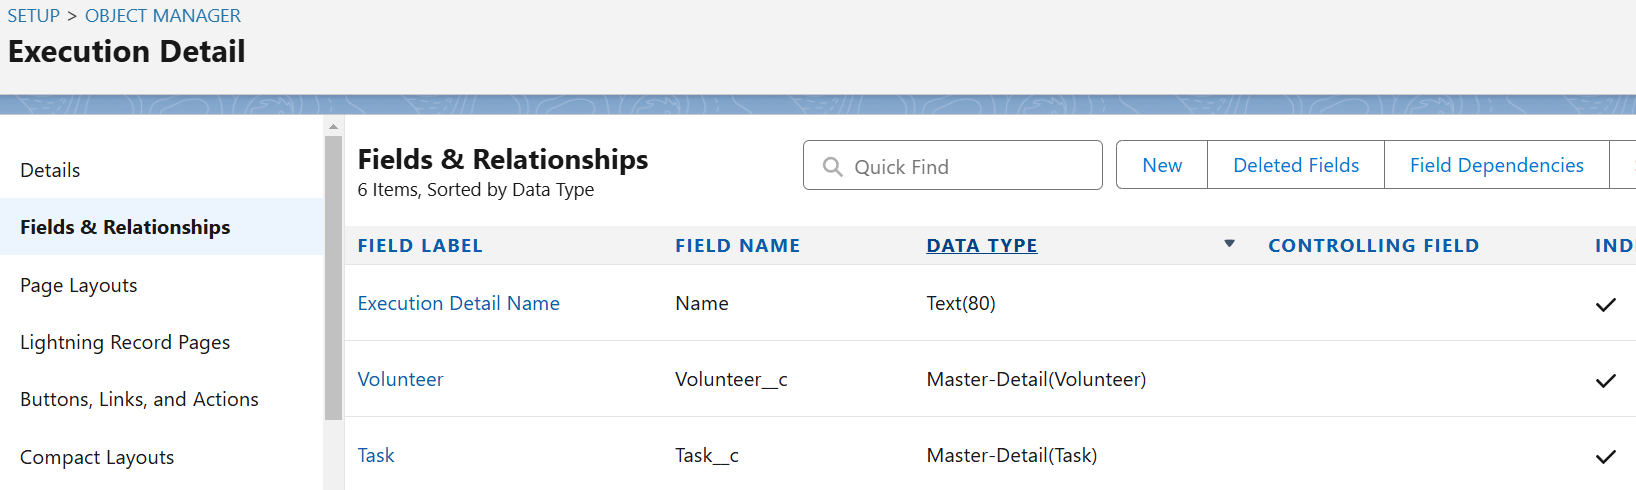 SETUP > OBJECT MANAGER
Execution Detail
Details
Fields & Relationships
Page Layouts
Lightning Record Pages
Buttons, Links, and Actions
Compact Layouts
Fields & Relationships
6 Items, Sorted by Data Type
Quick Find
New
Deleted Fields
Field Dependencies
FIELD LABEL FIELD NAME DATA TYPE CONTROLLING FIELD IND
Execution Detail Name Name Text(80)
Volunteer Volunteer__c Master-Detail(Volunteer)
Task Task__c Master-Detail(Task)